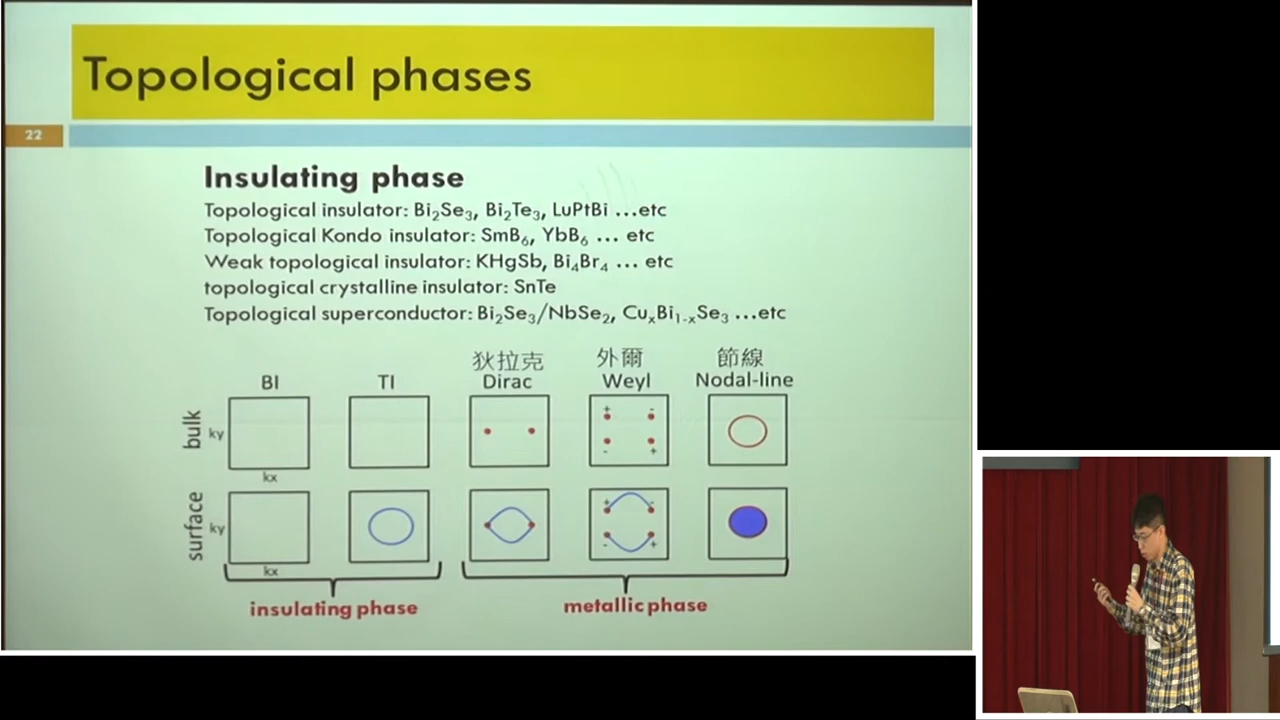 Topological phases
22
Insulating phase
Topological insulator: Bi₂Se₃, Bi₂Te₃, LuPtBi ...etc
Topological Kondo insulator: SmB₆, YbB₆ ... etc
Weak topological insulator: KHgSb, Bi₄Br₄ ... etc
topological crystalline insulator: SnTe
Topological superconductor: Bi₂Se₃/NbSe₂, CuₓBi₁₋ₓSe₃ ...etc
狄拉克 外爾 節線
BI TI Dirac Weyl Nodal-line
bulk
ky
+ -
- +
kx
surface
ky
+ -
- +
kx
insulating phase metallic phase